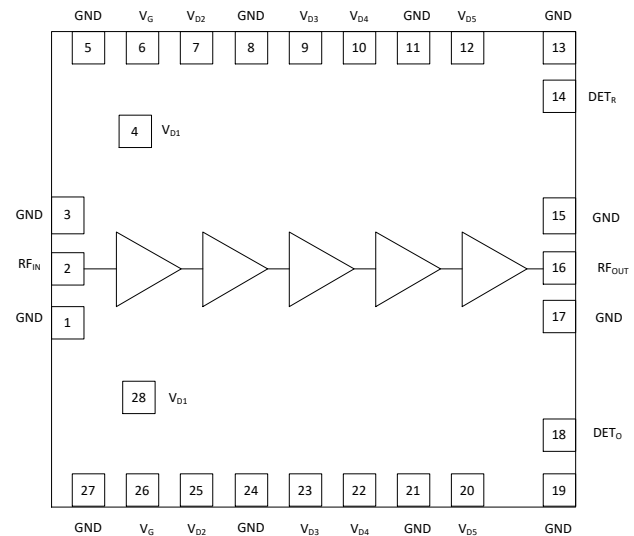 GND V_G V_D2 GND V_D3 V_D4 GND V_D5 GND
5 6 7 8 9 10 11 12 13
14 DET_R
4 V_D1
GND 3 15 GND
RF_IN 2 16 RF_OUT
GND 1 17 GND
28 V_D1
18 DET_O
27 26 25 24 23 22 21 20 19
GND V_G V_D2 GND V_D3 V_D4 GND V_D5 GND